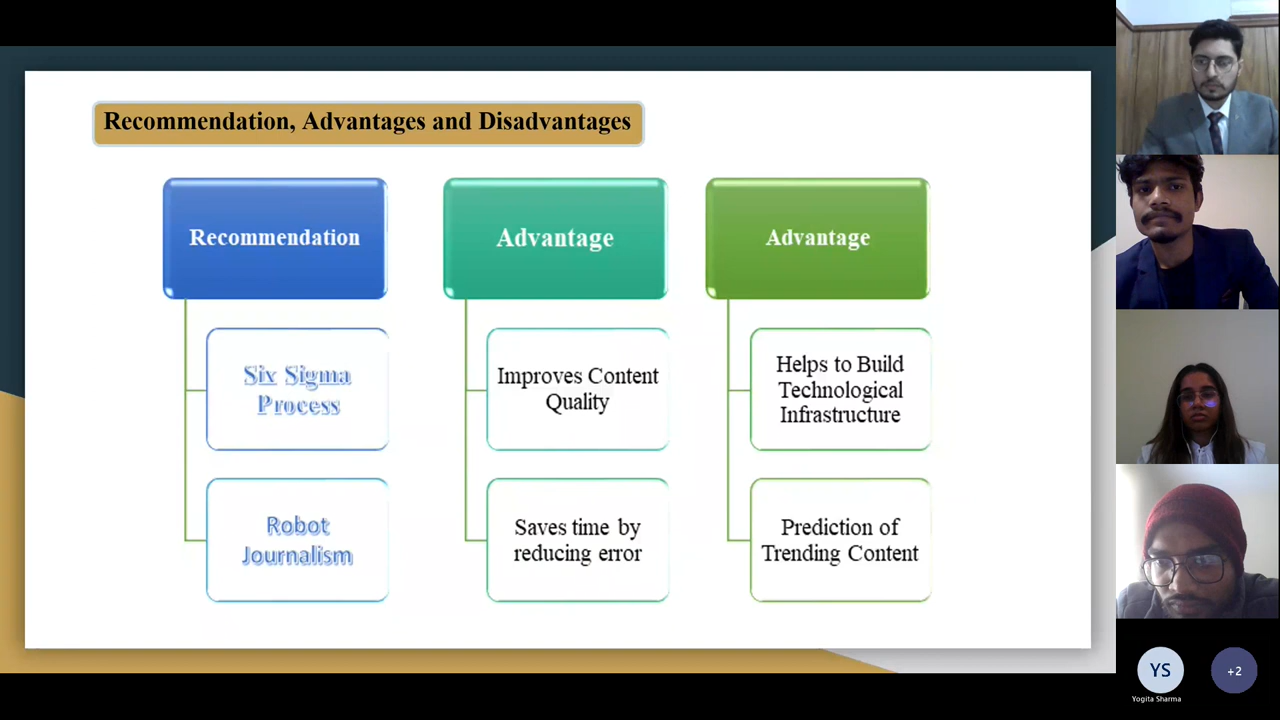 Recommendation, Advantages and Disadvantages
Recommendation
Six Sigma
Process
Robot
Journalism
Advantage
Improves Content
Quality
Saves time by
reducing error
Advantage
Helps to Build
Technological
Infrastructure
Prediction of
Trending Content
YS
Yogita Sharma
+2